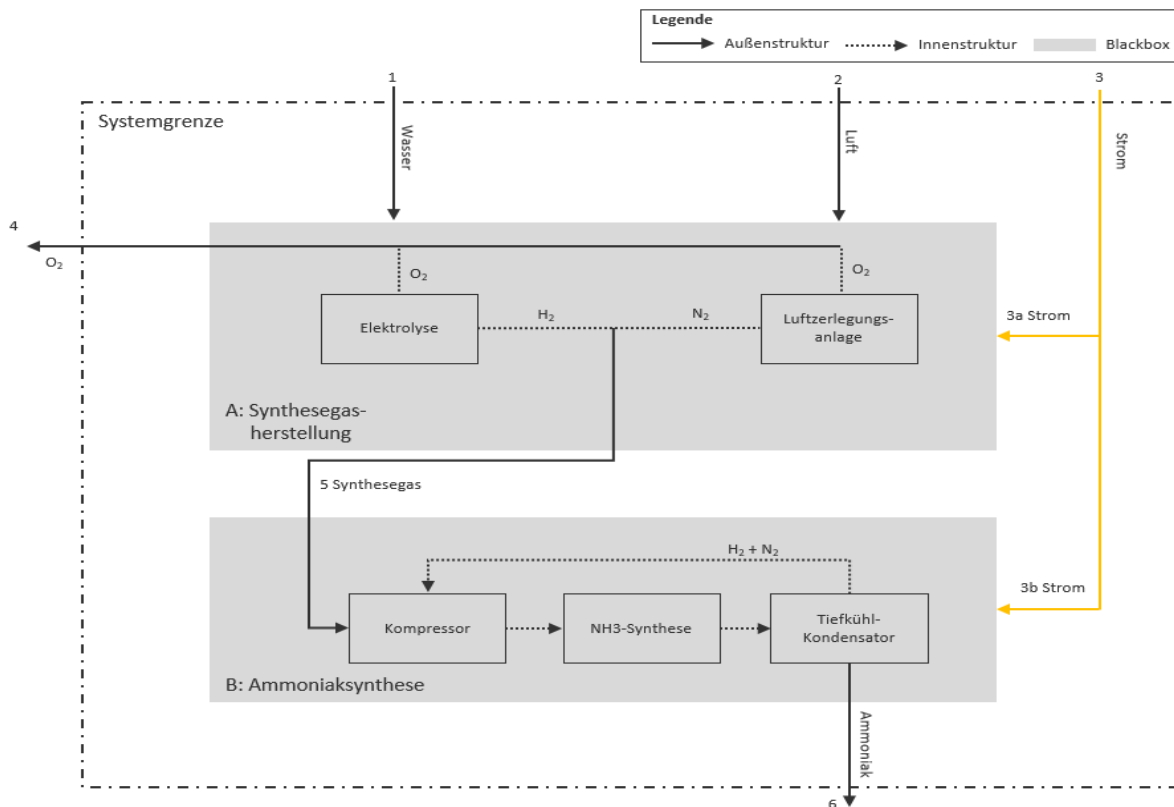 Legende
Außenstruktur
Innenstruktur
Blackbox
1
2
3
Systemgrenze
Wasser
Luft
Strom
4
O₂
O₂
O₂
Elektrolyse
H₂
N₂
Luftzerlegungs-
anlage
3a Strom
A: Synthesegas-
herstellung
5 Synthesegas
H₂ + N₂
3b Strom
Kompressor
NH3-Synthese
Tiefkühl-
Kondensator
B: Ammoniaksynthese
Ammoniak
6